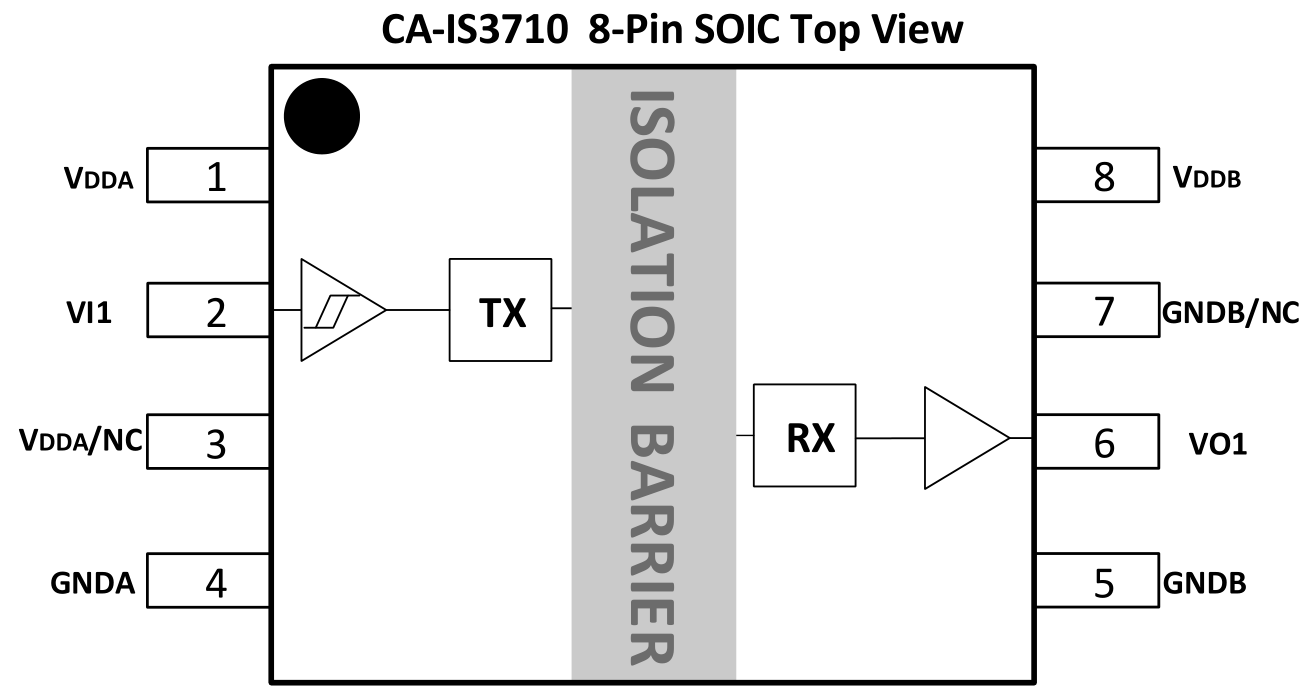 CA-IS3710 8-Pin SOIC Top View
VDDA 1
VI1 2
VDDA/NC 3
GNDA 4
TX
ISOLATION BARRIER
RX
8 VDDB
7 GNDB/NC
6 VO1
5 GNDB